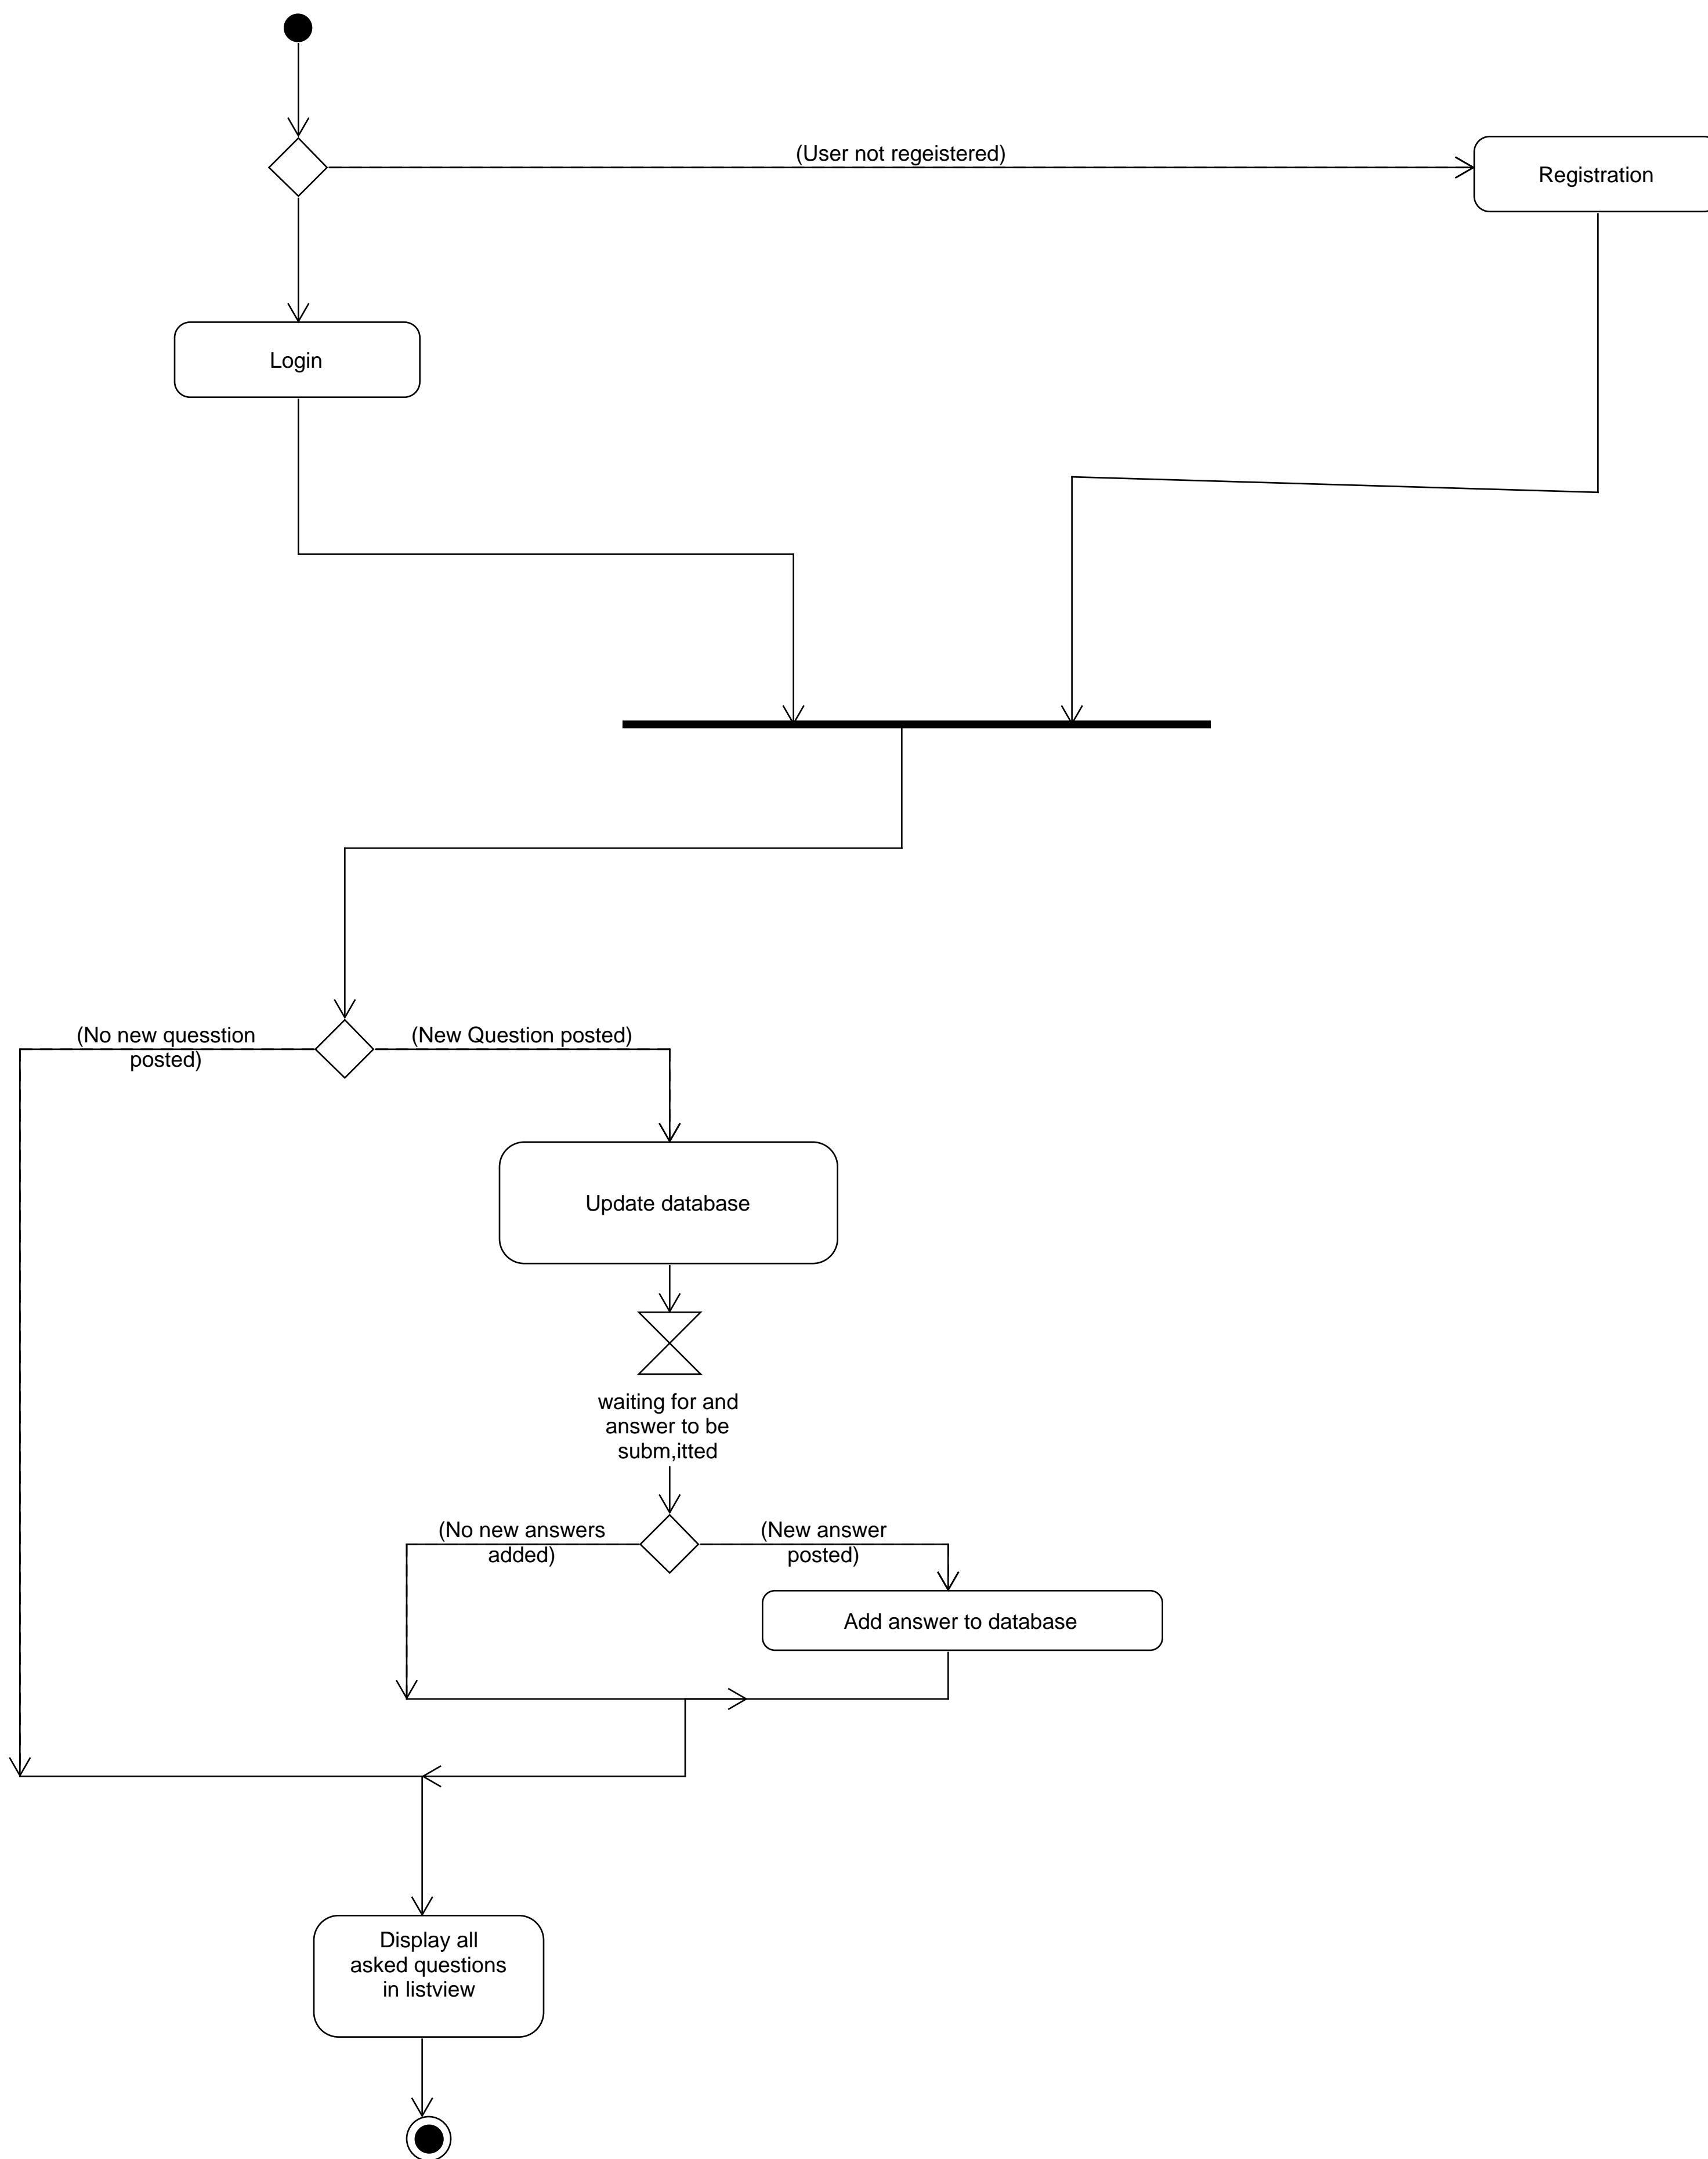 (User not regeistered)
Registration
Login
(No new quesstion
posted)
(New Question posted)
Update database
waiting for and
answer to be
subm,itted
(No new answers
added)
(New answer
posted)
Add answer to database
Display all
asked questions
in listview